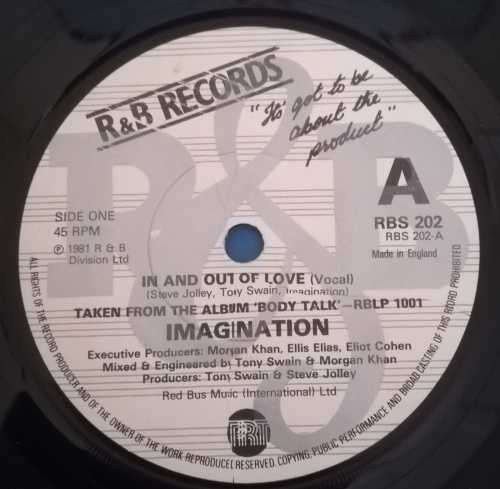 R&B RECORDS
"Its' got to be
about the
product"
A
SIDE ONE
45 RPM
℗ 1981 R & B
Division Ltd
RBS 202
RBS 202-A
Made in England
IN AND OUT OF LOVE (Vocal)
(Steve Jolley, Tony Swain, Imagination)
TAKEN FROM THE ALBUM 'BODY TALK'-RBLP 1001
IMAGINATION
Executive Producers: Morgan Khan, Ellis Elias, Eliot Cohen
Mixed & Engineered by Tony Swain & Morgan Khan
Producers: Tony Swain & Steve Jolley
Red Bus Music (International) Ltd
PRT
ALL RIGHTS OF THE RECORD PRODUCER AND OF THE OWNER OF THE WORK REPRODUCED RESERVED. COPYING, PUBLIC PERFORMANCE AND BROADCASTING OF THIS RECORD PROHIBITED
R&B